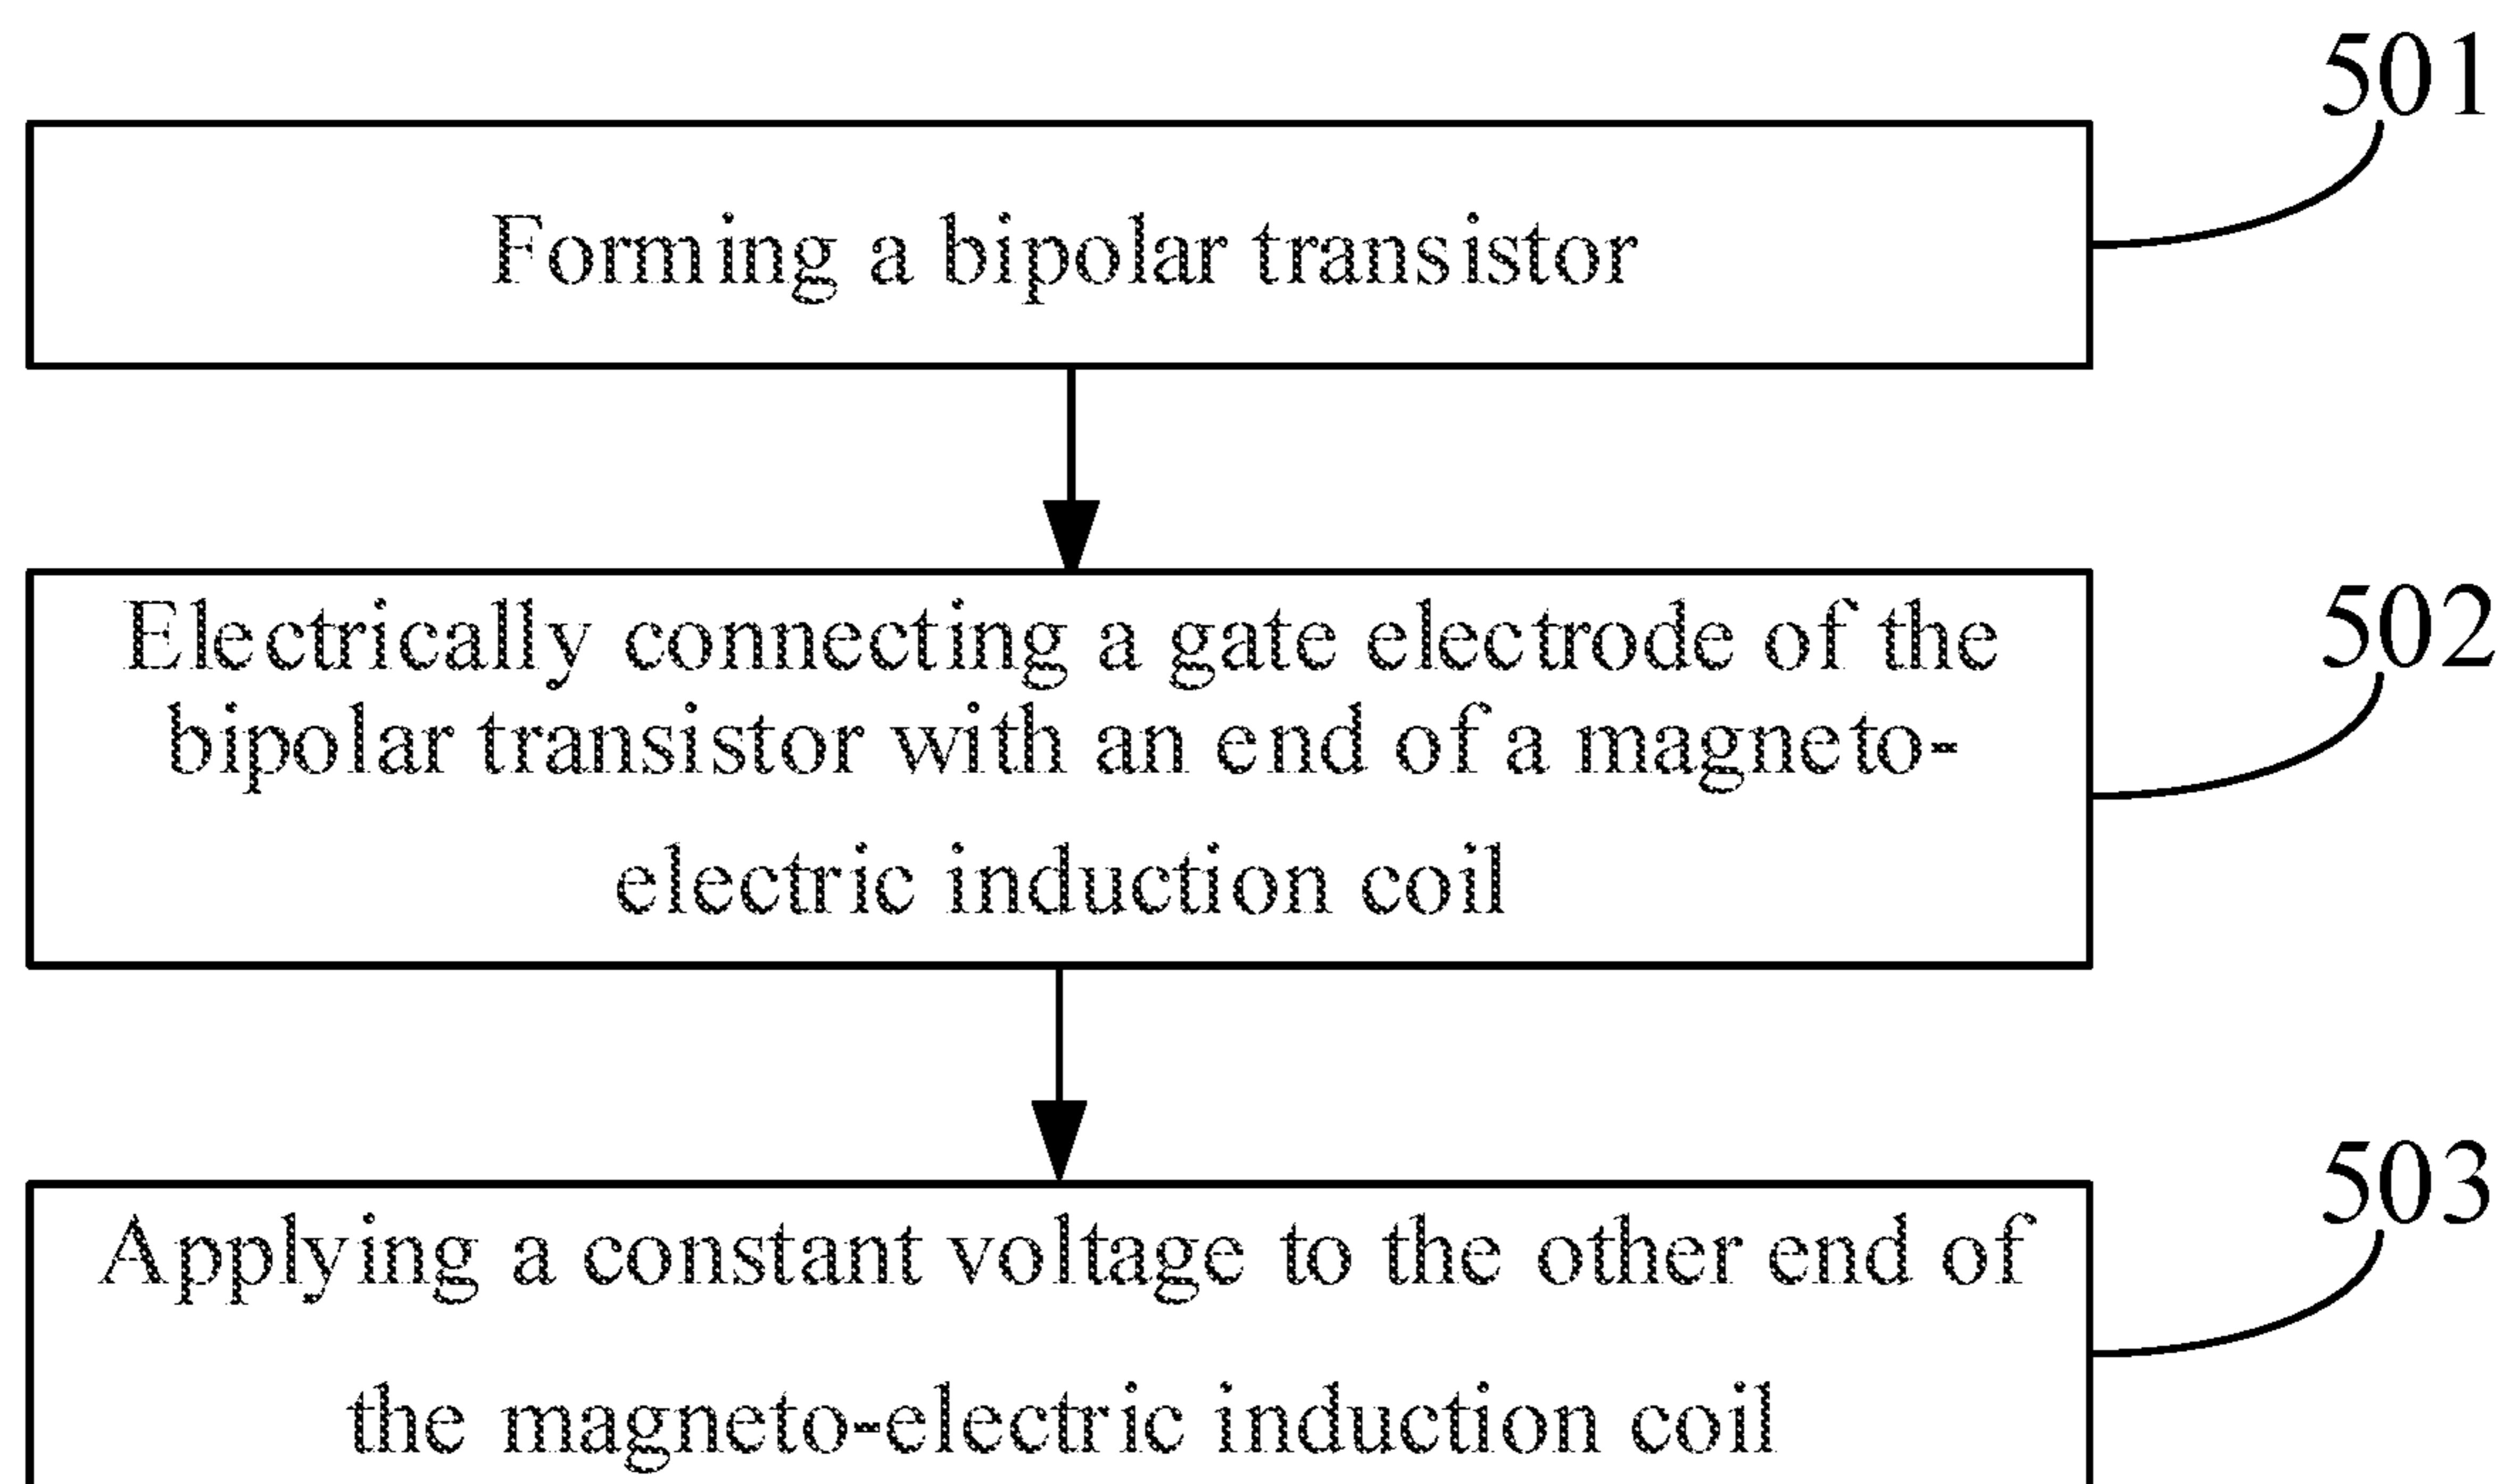 501
Forming a bipolar transistor
502
Electrically connecting a gate electrode of the
bipolar transistor with an end of a magneto-
electric induction coil
503
Applying a constant voltage to the other end of
the magneto-electric induction coil